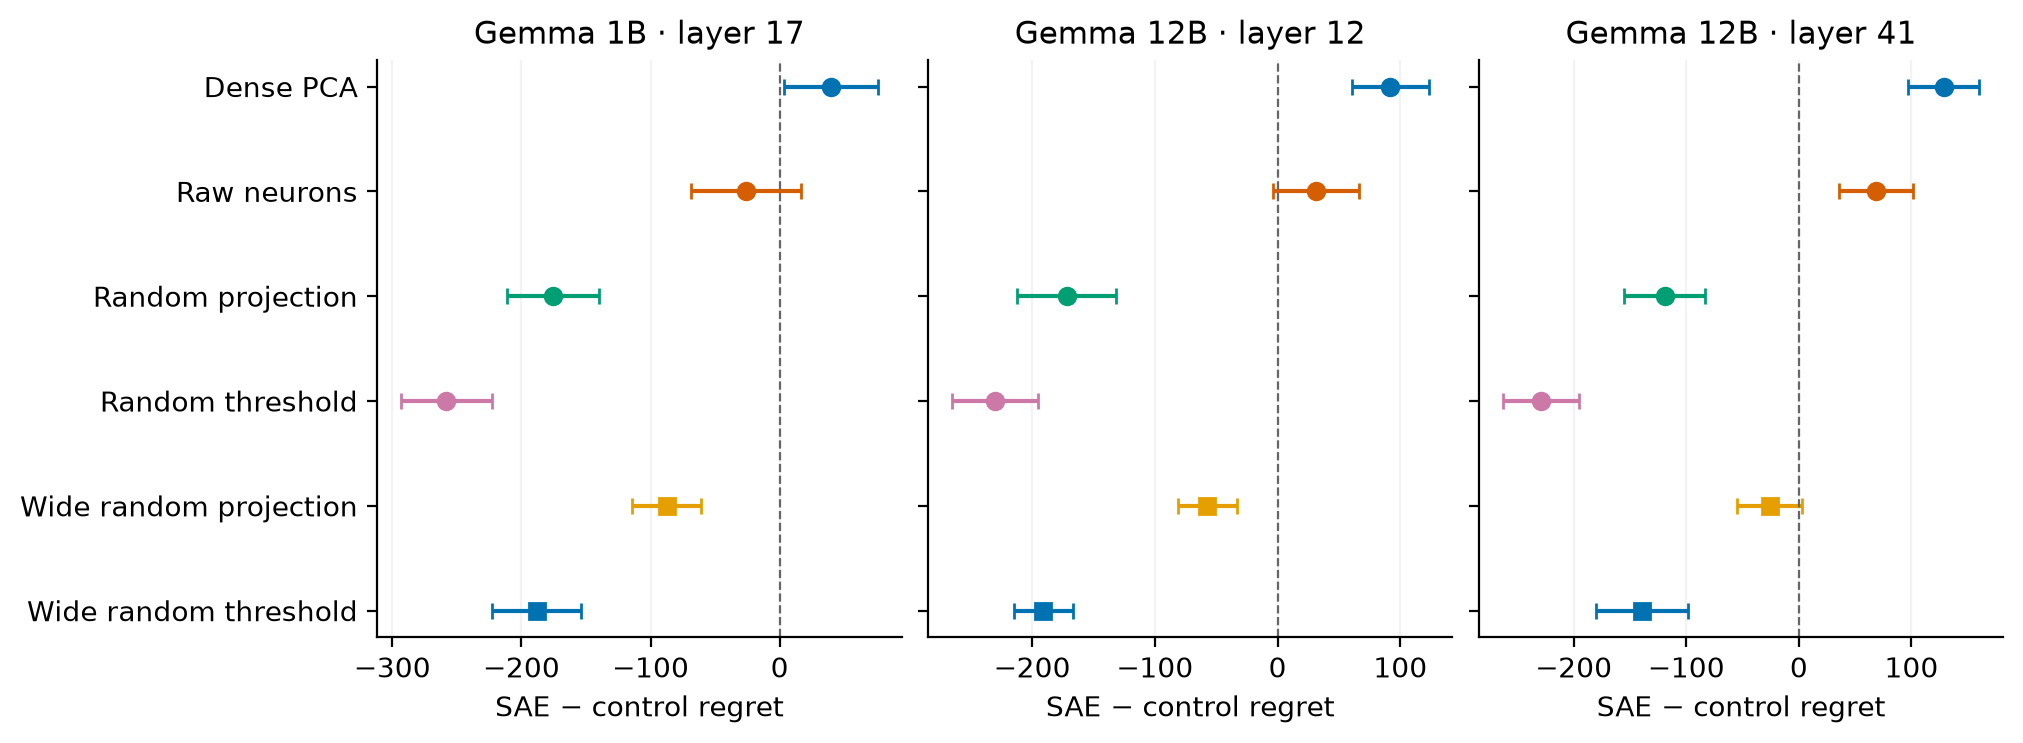 Gemma 1B · layer 17
Gemma 12B · layer 12
Gemma 12B · layer 41
Dense PCA
Raw neurons
Random projection
Random threshold
Wide random projection
Wide random threshold
−300 −200 −100 0
−200 −100 0 100
−200 −100 0 100
SAE − control regret
SAE − control regret
SAE − control regret